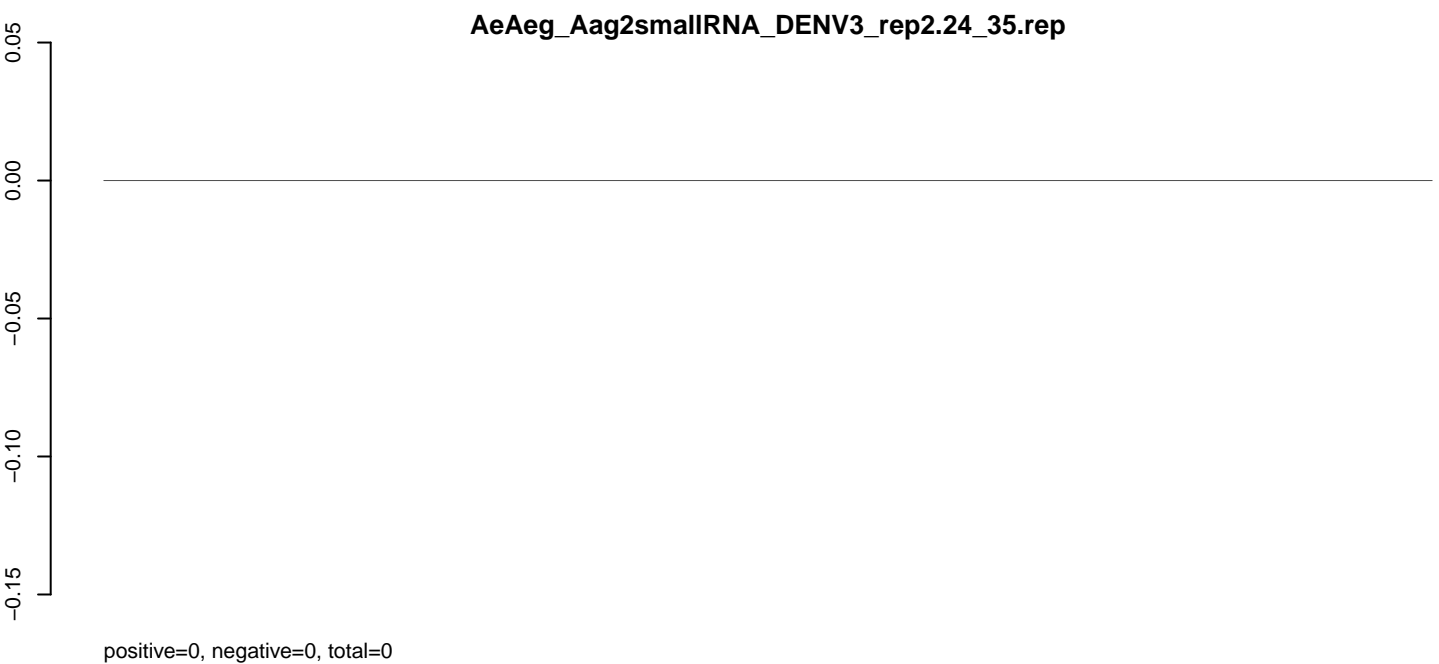 AeAeg_Aag2smallRNA_DENV3_rep2.24_35.rep
0.05
0.00
−0.05
−0.10
−0.15
positive=0, negative=0, total=0